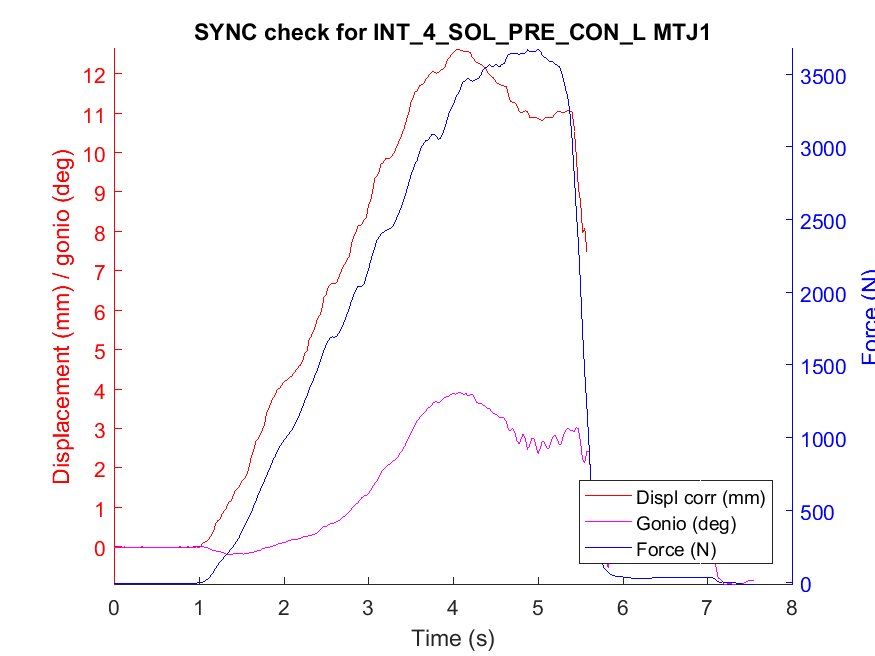 SYNC check for INT_4_SOL_PRE_CON_L MTJ1
Displacement (mm) / gonio (deg)
12
11
10
9
8
7
6
5
4
3
2
1
0
3500
3000
2500
2000
1500
1000
500
0
Force (N)
Displ corr (mm)
Gonio (deg)
Force (N)
0 1 2 3 4 5 6 7 8
Time (s)